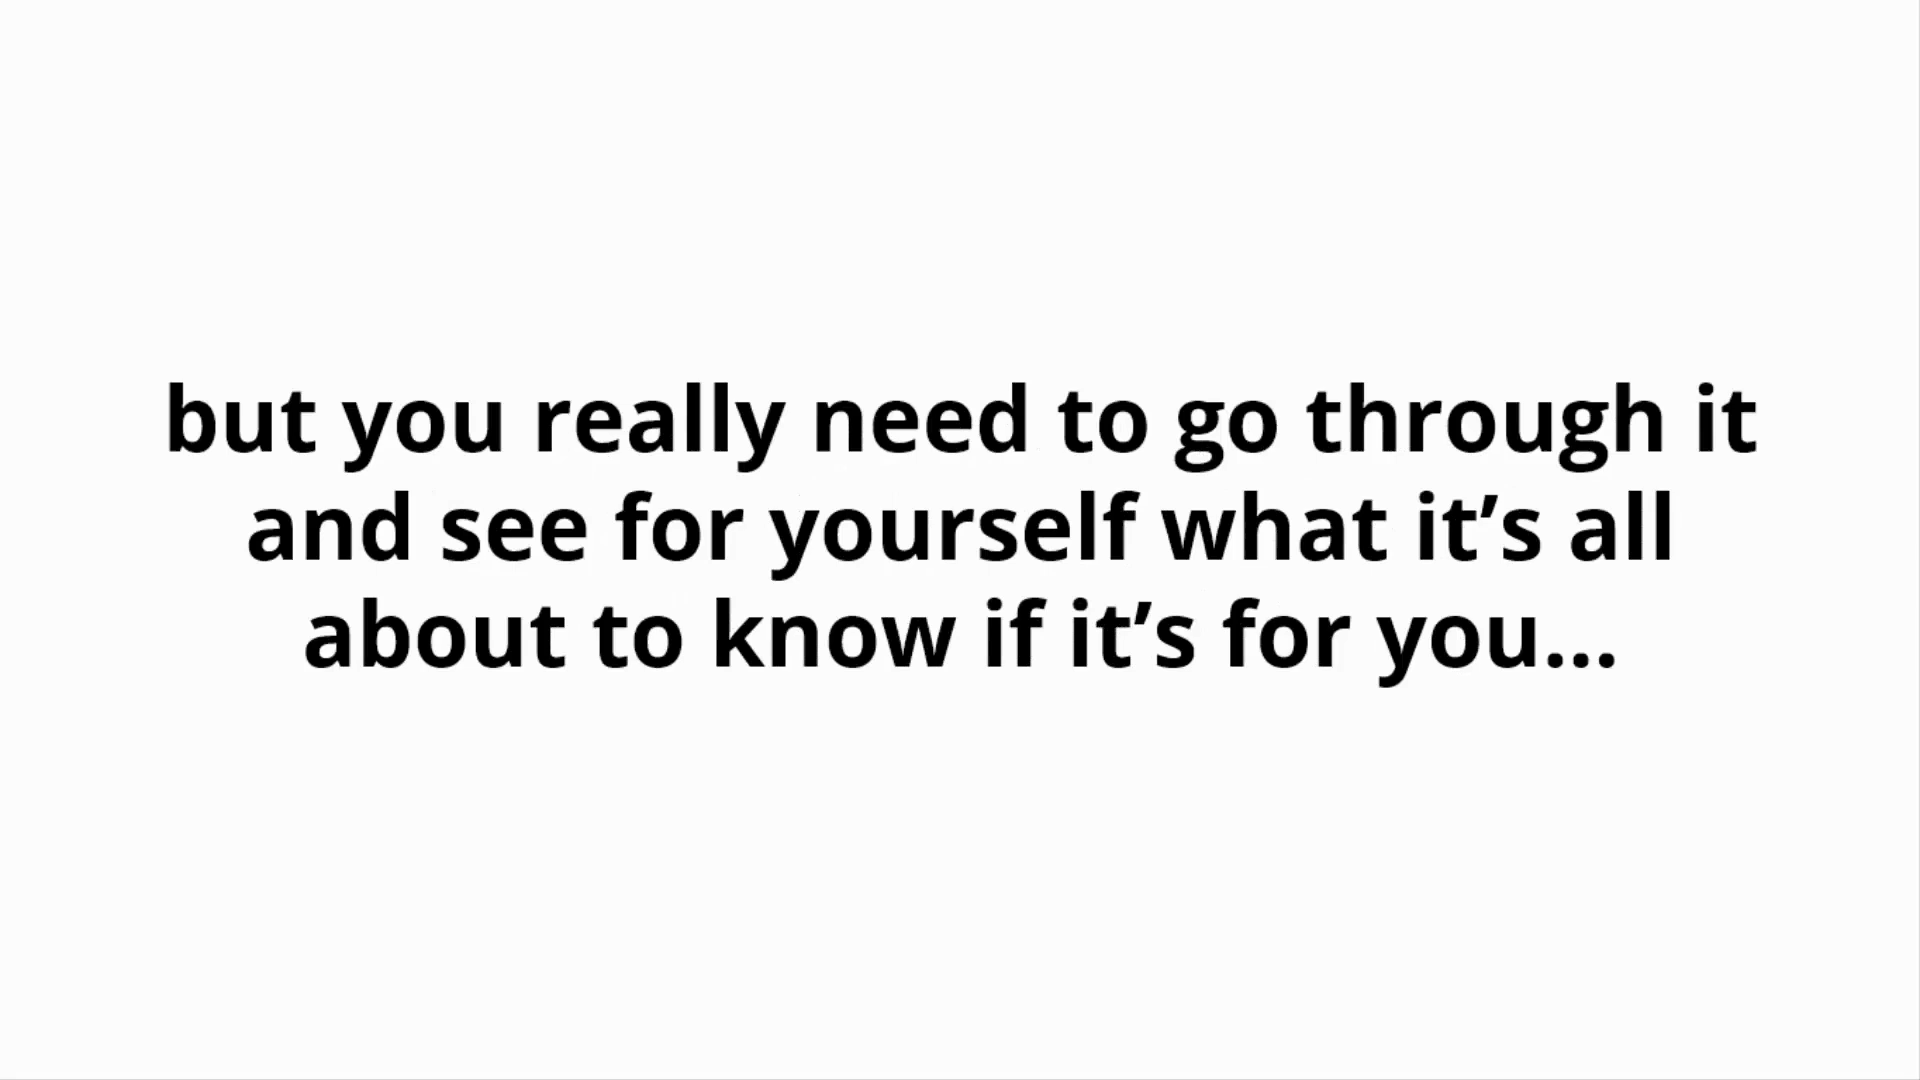 but you really need to go through it
and see for yourself what it’s all
about to know if it’s for you...